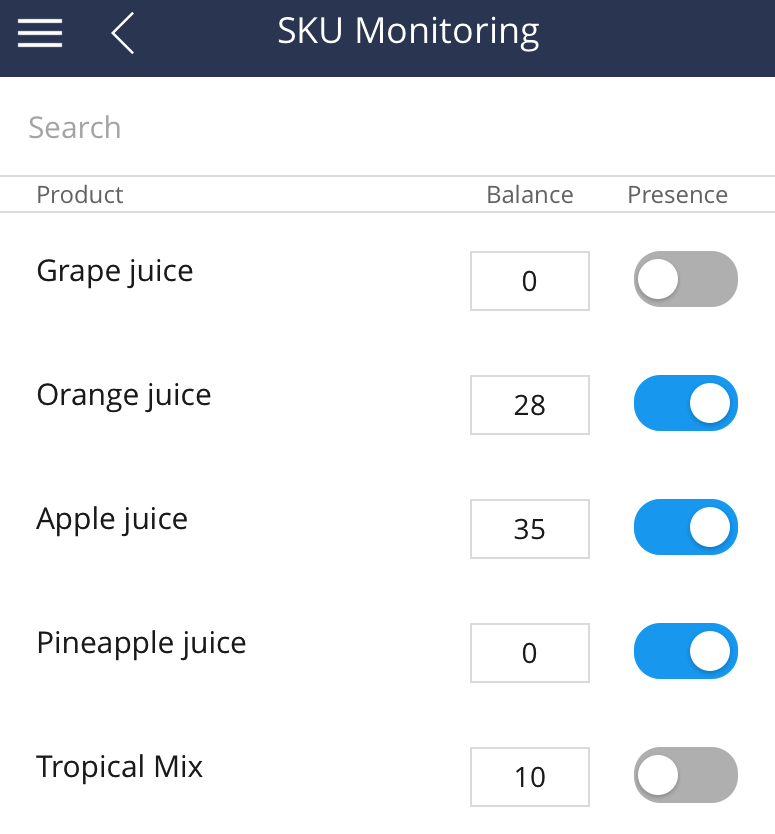 SKU Monitoring
Search
Product Balance Presence
Grape juice 0
Orange juice 28
Apple juice 35
Pineapple juice 0
Tropical Mix 10